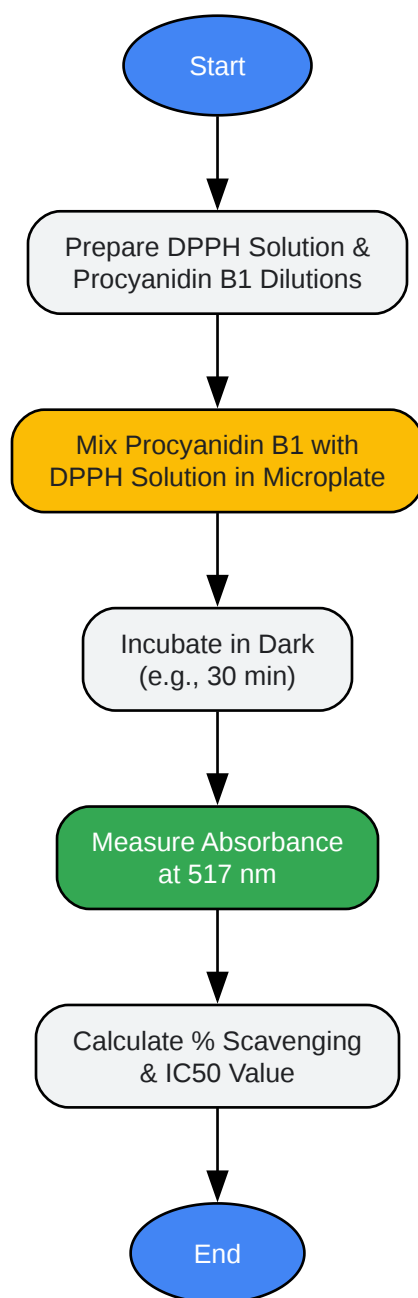 Start
Prepare DPPH Solution &
Procyanidin B1 Dilutions
Mix Procyanidin B1 with
DPPH Solution in Microplate
Incubate in Dark
(e.g., 30 min)
Measure Absorbance
at 517 nm
Calculate % Scavenging
& IC50 Value
End